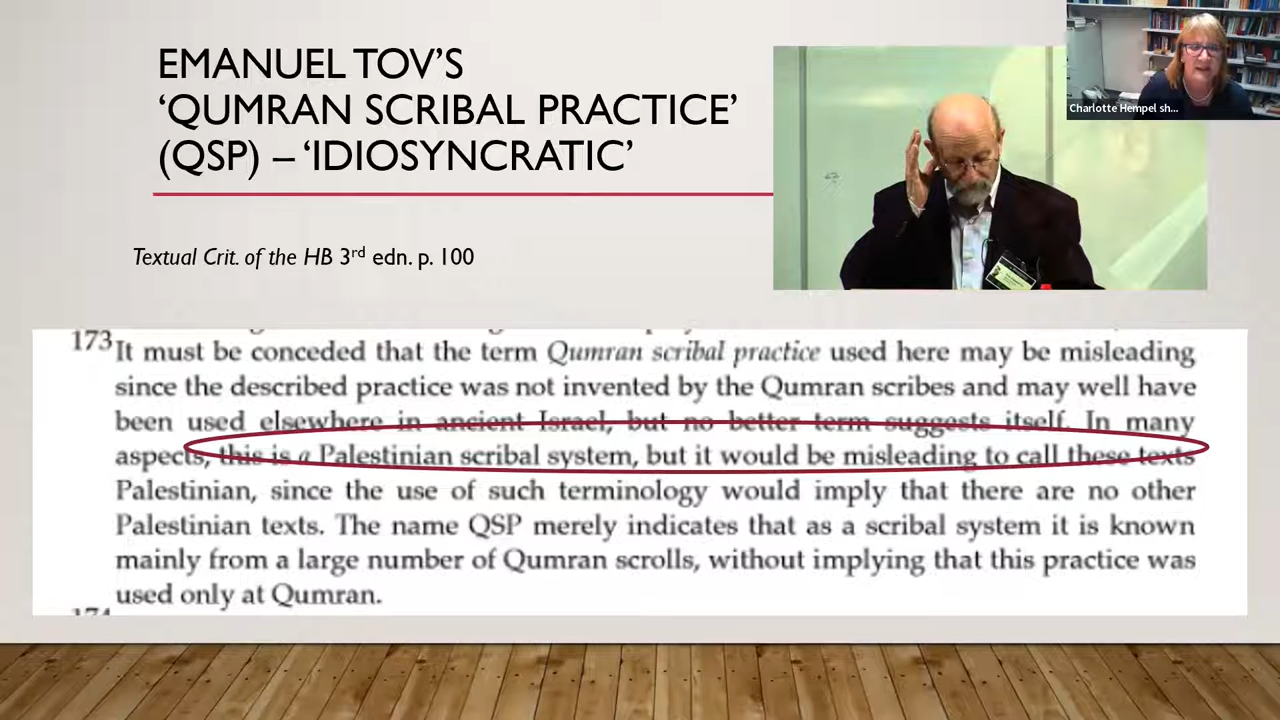 EMANUEL TOV'S
'QUMRAN SCRIBAL PRACTICE'
(QSP) – 'IDIOSYNCRATIC'
Charlotte Hempel sh...
Textual Crit. of the HB 3rd edn. p. 100
173 It must be conceded that the term Qumran scribal practice used here may be misleading
since the described practice was not invented by the Qumran scribes and may well have
been used elsewhere in ancient Israel, but no better term suggests itself. In many
aspects, this is a Palestinian scribal system, but it would be misleading to call these texts
Palestinian, since the use of such terminology would imply that there are no other
Palestinian texts. The name QSP merely indicates that as a scribal system it is known
mainly from a large number of Qumran scrolls, without implying that this practice was
used only at Qumran.